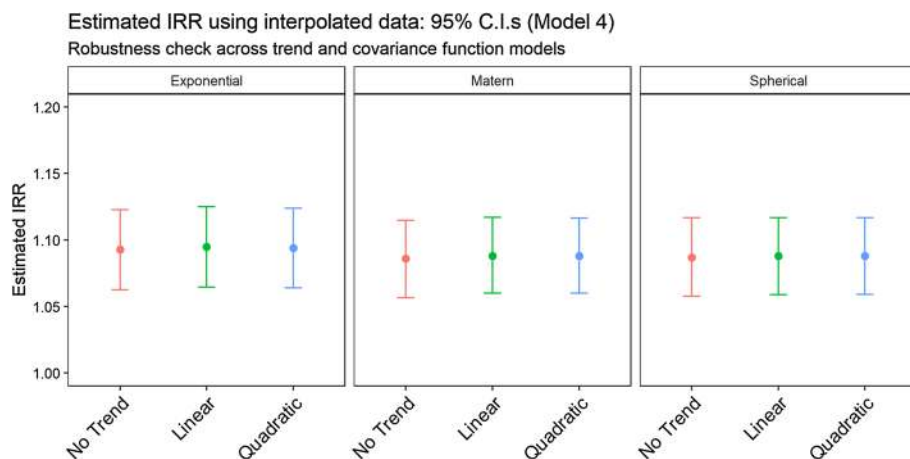 Estimated IRR using interpolated data: 95% C.I.s (Model 4)
Robustness check across trend and covariance function models
Exponential Matern Spherical
1.20
1.15
1.10
1.05
1.00
Estimated IRR
No Trend Linear Quadratic No Trend Linear Quadratic No Trend Linear Quadratic